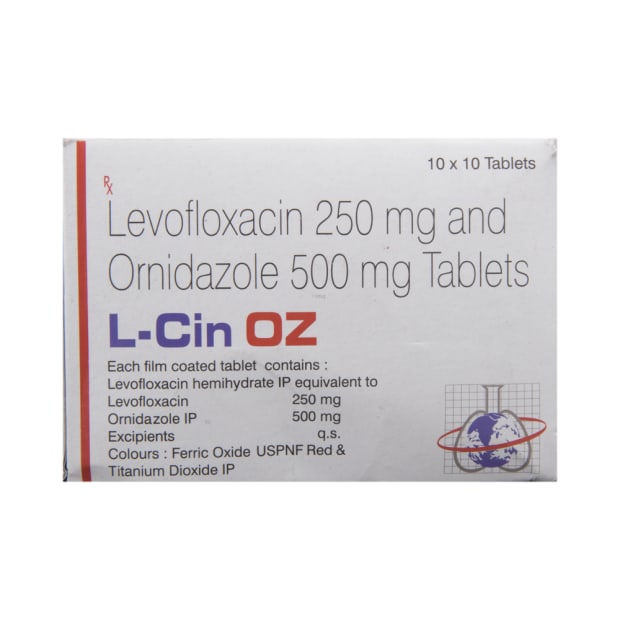 10 x 10 Tablets
Rx
Levofloxacin 250 mg and
Ornidazole 500 mg Tablets
L-Cin OZ
Each film coated tablet contains :
Levofloxacin hemihydrate IP equivalent to
Levofloxacin 250 mg
Ornidazole IP 500 mg
Excipients q.s.
Colours : Ferric Oxide USPNF Red &
Titanium Dioxide IP